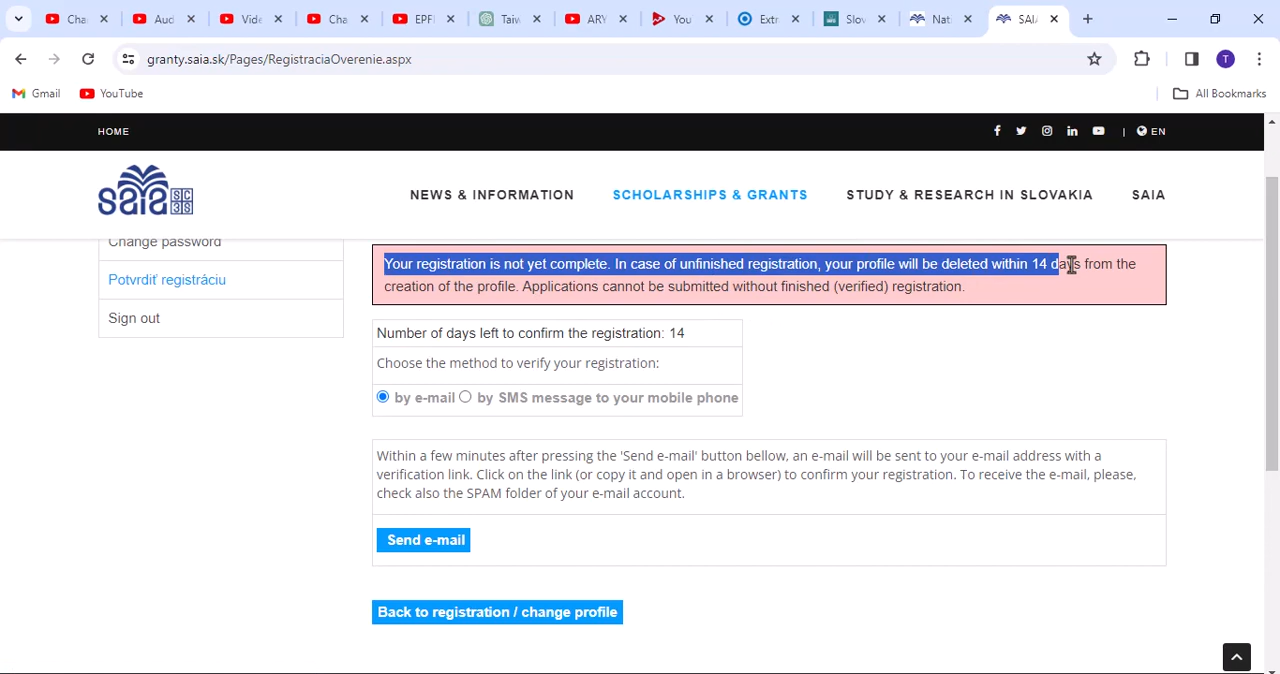 Cha
Aud
Vide
Cha
EPF
Taiw
ARY
You
Extr
Slov
Nat
SAIA
granty.saia.sk/Pages/RegistraciaOverenie.aspx
T
Gmail
YouTube
All Bookmarks
HOME
EN
saia
NEWS & INFORMATION
SCHOLARSHIPS & GRANTS
STUDY & RESEARCH IN SLOVAKIA
SAIA
Change password
Potvrdiť registráciu
Sign out
Your registration is not yet complete. In case of unfinished registration, your profile will be deleted within 14 days from the
creation of the profile. Applications cannot be submitted without finished (verified) registration.
Number of days left to confirm the registration: 14
Choose the method to verify your registration:
by e-mail by SMS message to your mobile phone
Within a few minutes after pressing the 'Send e-mail' button bellow, an e-mail will be sent to your e-mail address with a
verification link. Click on the link (or copy it and open in a browser) to confirm your registration. To receive the e-mail, please,
check also the SPAM folder of your e-mail account.
Send e-mail
Back to registration / change profile